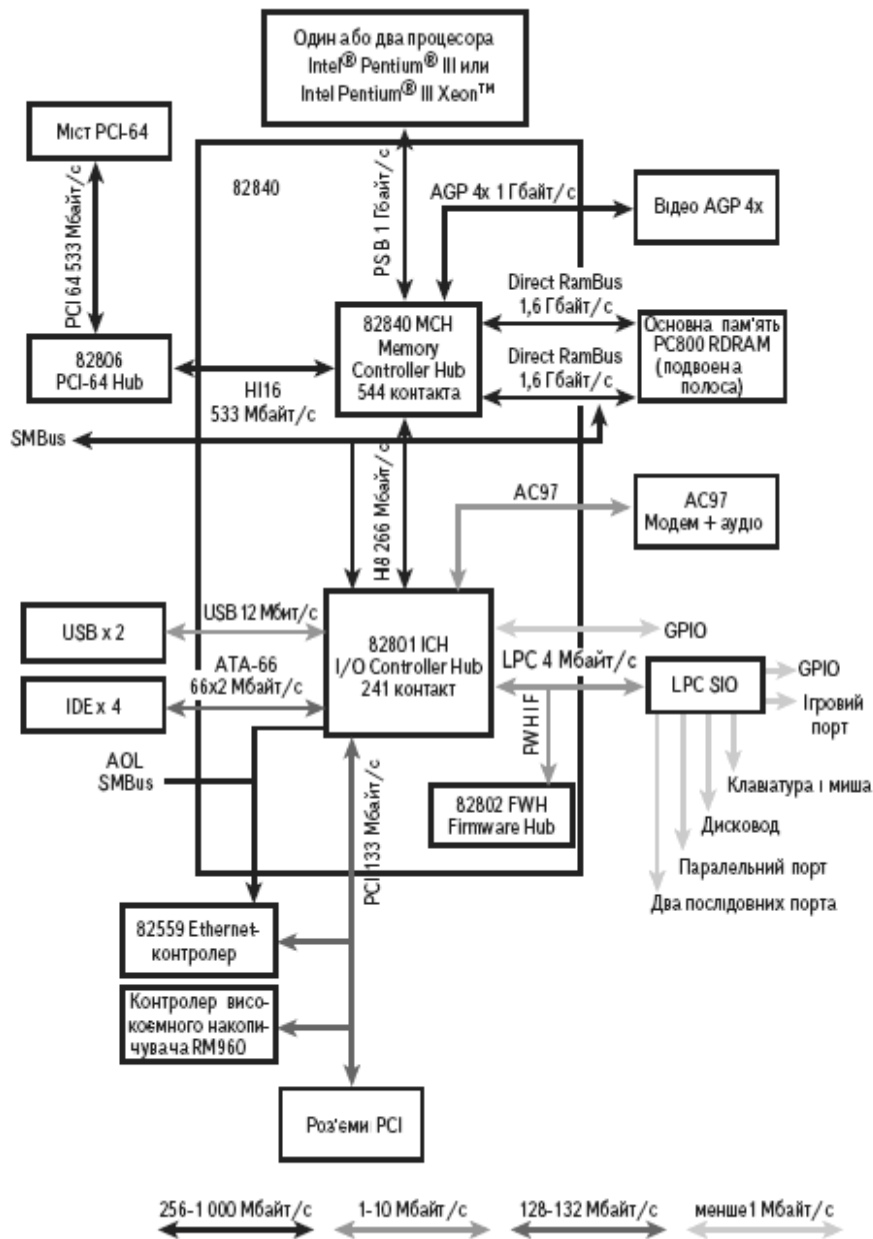 Один або два процесора
Intel® Pentium® III или
Intel Pentium® III Xeon™
Міст PCI-64
82840
PCI 64 533 Мбайт/с
PSB 1 Гбайт/с
AGP 4x 1 Гбайт/с
Відео AGP 4x
Direct RamBus
1,6 Гбайт/с
82840 MCH
Memory
Controller Hub
544 контакта
Основна пам'ять
PC800 RDRAM
(подвоена
полоса)
Direct RamBus
1,6 Гбайт/с
82806
PCI-64 Hub
HI16
533 Мбайт/с
SMBus
HI8 266 Мбайт/с
AC97
AC97
Модем + аудіо
USB x 2
USB 12 Мбит/с
82801 ICH
I/O Controller Hub
241 контакт
GPIO
ATA-66
66x2 Мбайт/с
IDE x 4
LPC 4 Мбайт/с
LPC SIO
GPIO
Ігровий
порт
FWH IF
AOL
SMBus
PCI 133 Мбайт/с
82802 FWH
Firmware Hub
Клавіатура і миша
Дисковод
Паралельний порт
Два послідовних порта
82559 Ethernet-
контролер
Контролер висо-
коємного накопи-
чувача RM960
Роз'єми PCI
256-1 000 Мбайт/с
1-10 Мбайт/с
128-132 Мбайт/с
менше 1 Мбайт/с